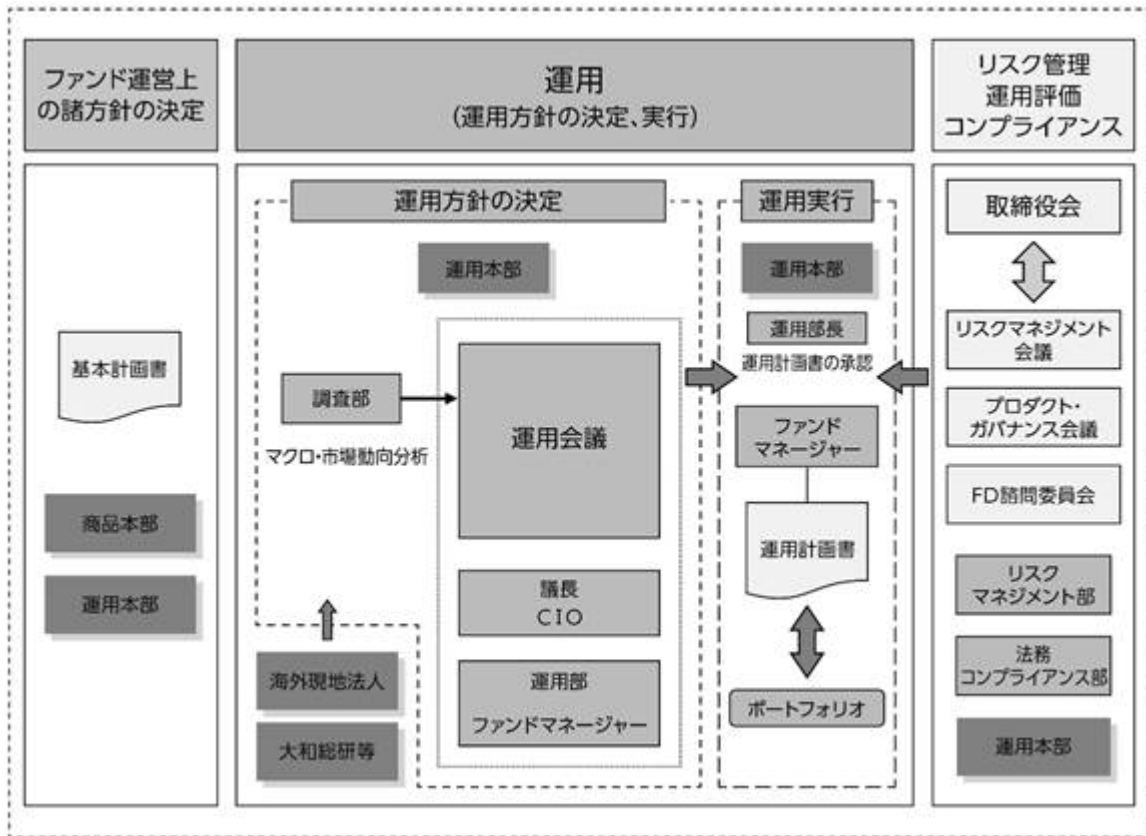 ファンド運営上
の諸方針の決定
運用
(運用方針の決定、実行)
リスク管理
運用評価
コンプライアンス
基本計画書
商品本部
運用本部
運用方針の決定
運用本部
調査部
マクロ・市場動向分析
運用会議
議長
CIO
運用部
ファンドマネージャー
海外現地法人
大和総研等
運用実行
運用本部
運用部長
運用計画書の承認
ファンド
マネージャー
運用計画書
ポートフォリオ
取締役会
リスクマネジメント
会議
プロダクト・
ガバナンス会議
FD諮問委員会
リスク
マネジメント部
法務
コンプライアンス部
運用本部